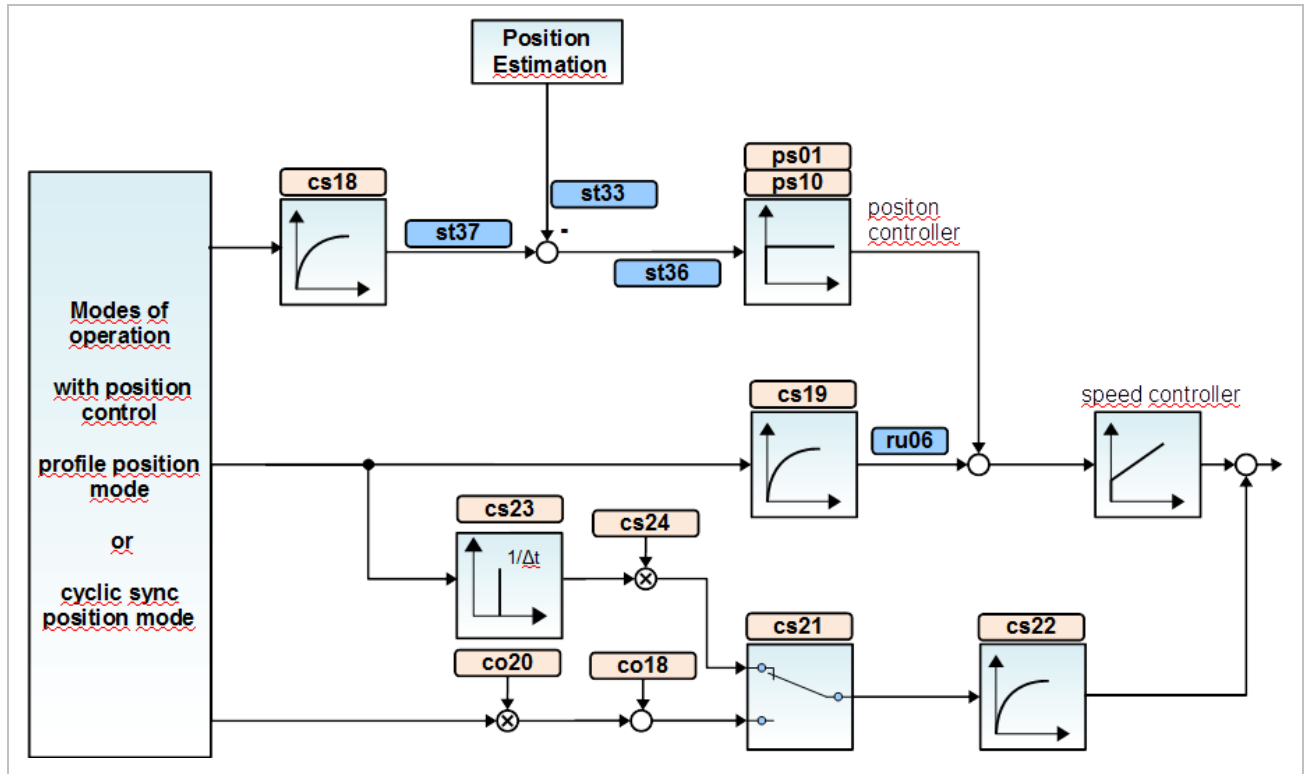 Position
Estimation
ps01
cs18
ps10
st33
positon
controller
st37
-
st36
Modes of
operation
with position
control
profile position
mode
or
cyclic sync
position mode
cs19
speed controller
ru06
cs23
cs24
1/Δt
cs21
cs22
co20
co18